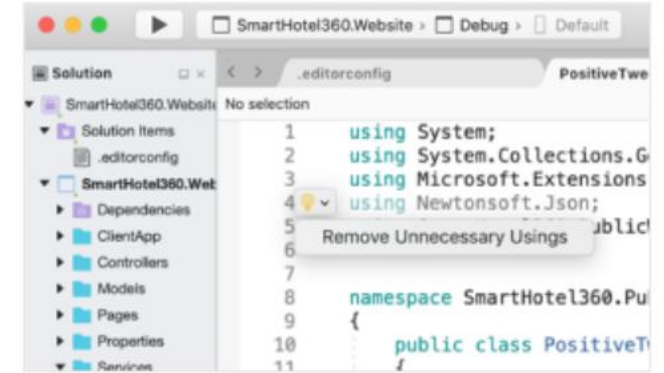 SmartHotel360.Website › Debug › Default
Solution
.editorconfig
PositiveTwe
SmartHotel360.Website
No selection
Solution Items
.editorconfig
SmartHotel360.Web
Dependencies
ClientApp
Controllers
Models
Pages
Properties
Services
1 using System;
2 using System.Collections.G
3 using Microsoft.Extensions
4 using Newtonsoft.Json;
5
Remove Unnecessary Usings
6
7
8 namespace SmartHotel360.Pu
9 {
10 public class PositiveT
11 {